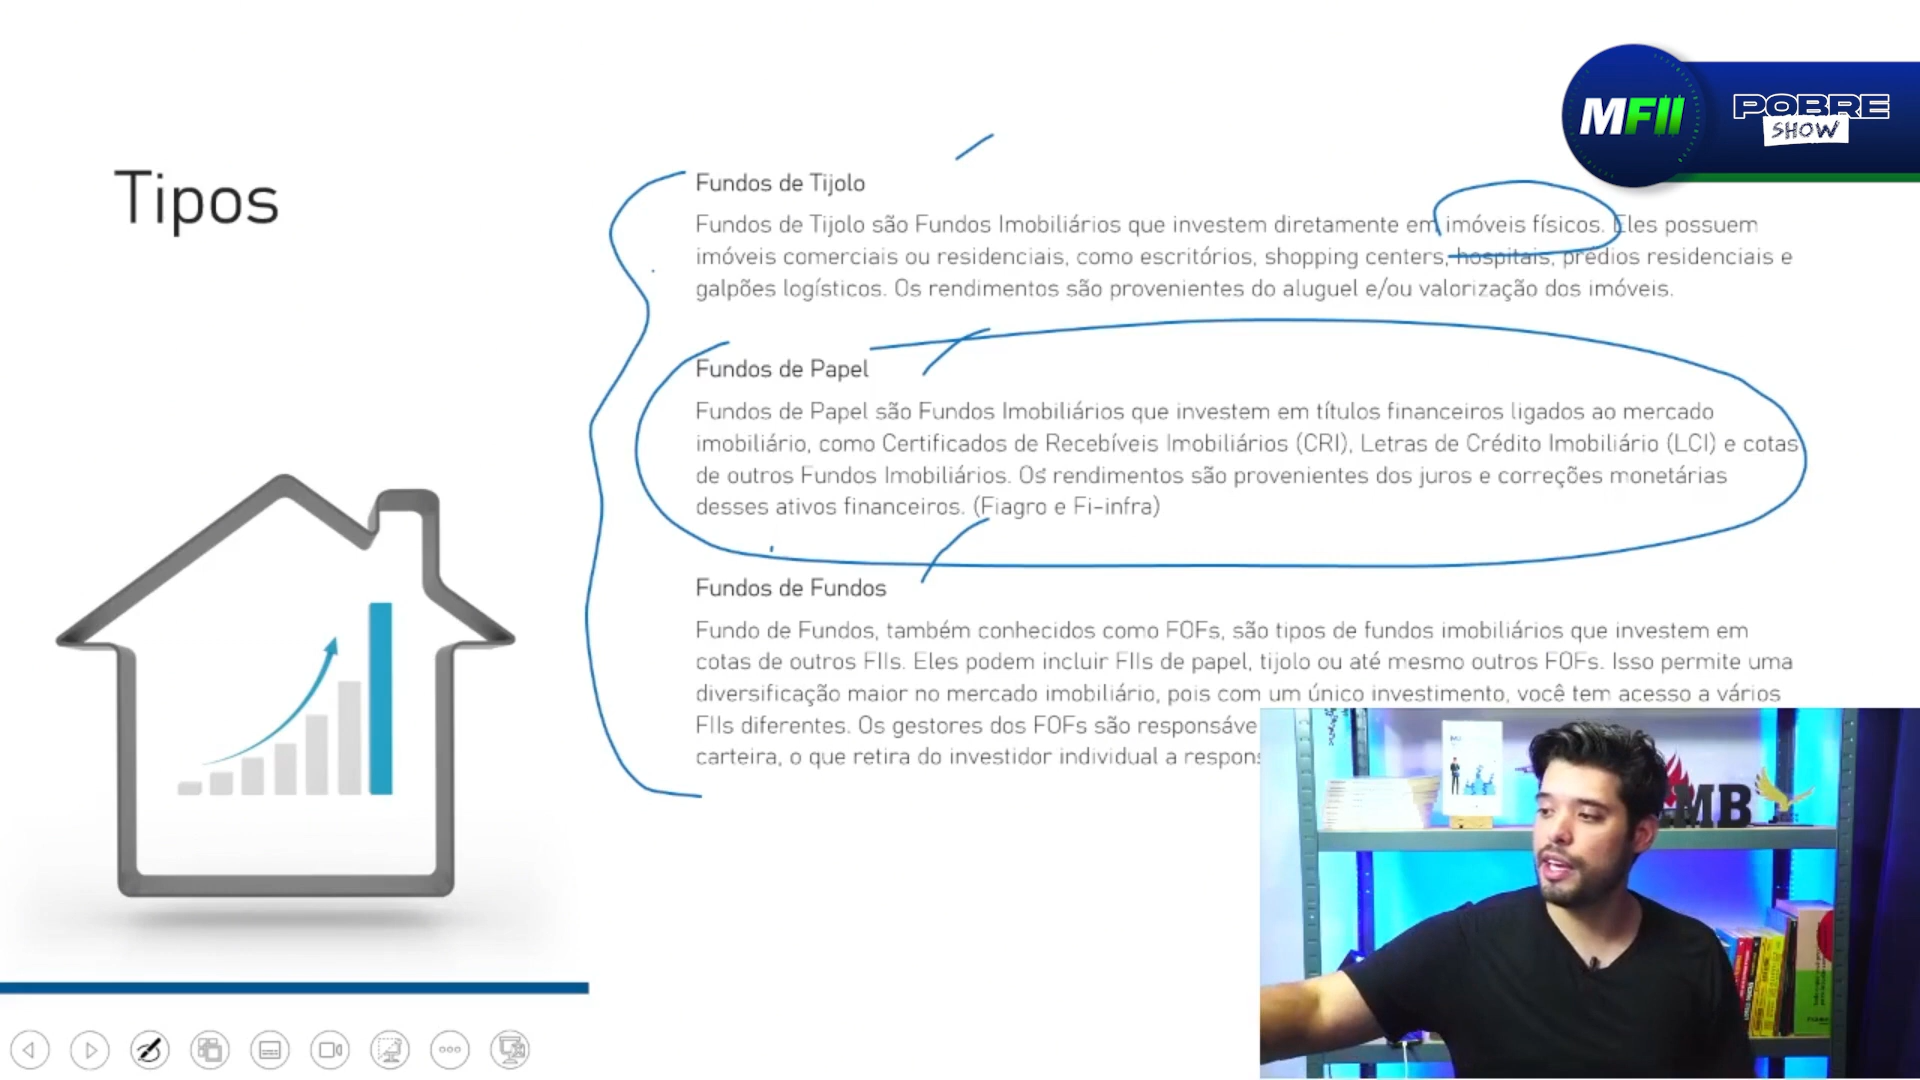 MFII
POBRE
SHOW
Tipos
Fundos de Tijolo
Fundos de Tijolo são Fundos Imobiliários que investem diretamente em imóveis físicos. Eles possuem
imóveis comerciais ou residenciais, como escritórios, shopping centers, hospitais, prédios residenciais e
galpões logísticos. Os rendimentos são provenientes do aluguel e/ou valorização dos imóveis.
Fundos de Papel
Fundos de Papel são Fundos Imobiliários que investem em títulos financeiros ligados ao mercado
imobiliário, como Certificados de Recebíveis Imobiliários (CRI), Letras de Crédito Imobiliário (LCI) e cotas
de outros Fundos Imobiliários. Os rendimentos são provenientes dos juros e correções monetárias
desses ativos financeiros. (Fiagro e Fi-infra)
Fundos de Fundos
Fundo de Fundos, também conhecidos como FOFs, são tipos de fundos imobiliários que investem em
cotas de outros FIIs. Eles podem incluir FIIs de papel, tijolo ou até mesmo outros FOFs. Isso permite uma
diversificação maior no mercado imobiliário, pois com um único investimento, você tem acesso a vários
FIIs diferentes. Os gestores dos FOFs são responsáve
carteira, o que retira do investidor individual a respons
MB